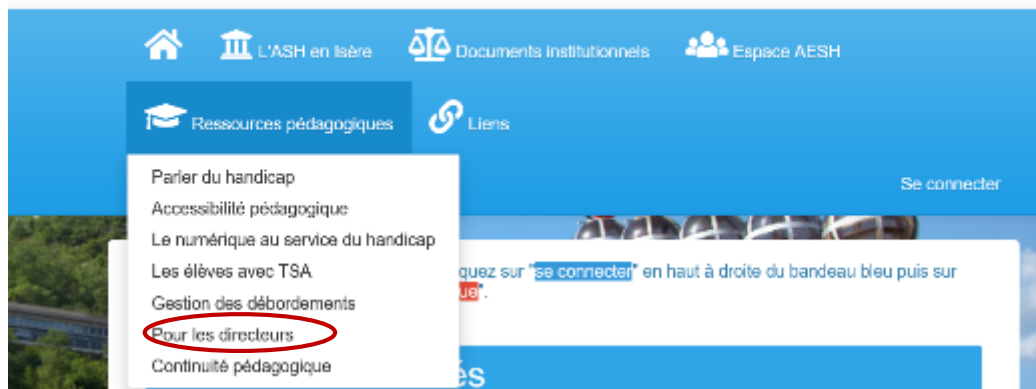 L'ASH en Isère Documents institutionnels Espace AESH
Ressources pédagogiques Liens
Se connecter
Parler du handicap
Accessibilité pédagogique
Le numérique au service du handicap
Les élèves avec TSA
Gestion des débordements
Pour les directeurs
Continuité pédagogique
quez sur "se connecter" en haut à droite du bandeau bleu puis sur
ue".
és